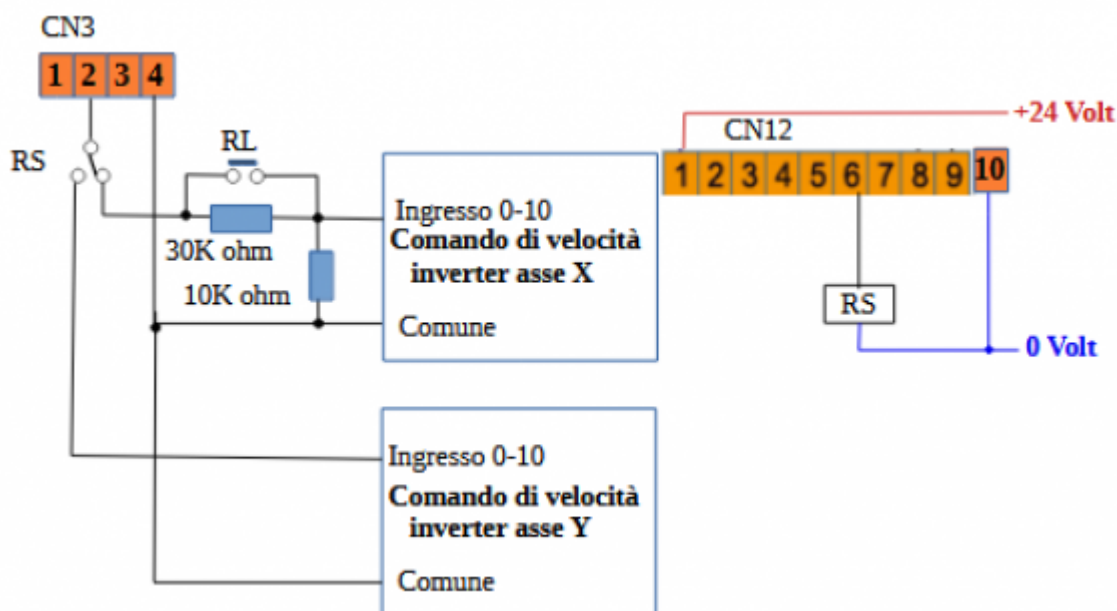 CN3
1 2 3 4
RS
RL
30K ohm
10K ohm
Ingresso 0-10
Comando di velocità
inverter asse X
Comune
Ingresso 0-10
Comando di velocità
inverter asse Y
Comune
+24 Volt
CN12
1 2 3 4 5 6 7 8 9 10
RS
0 Volt